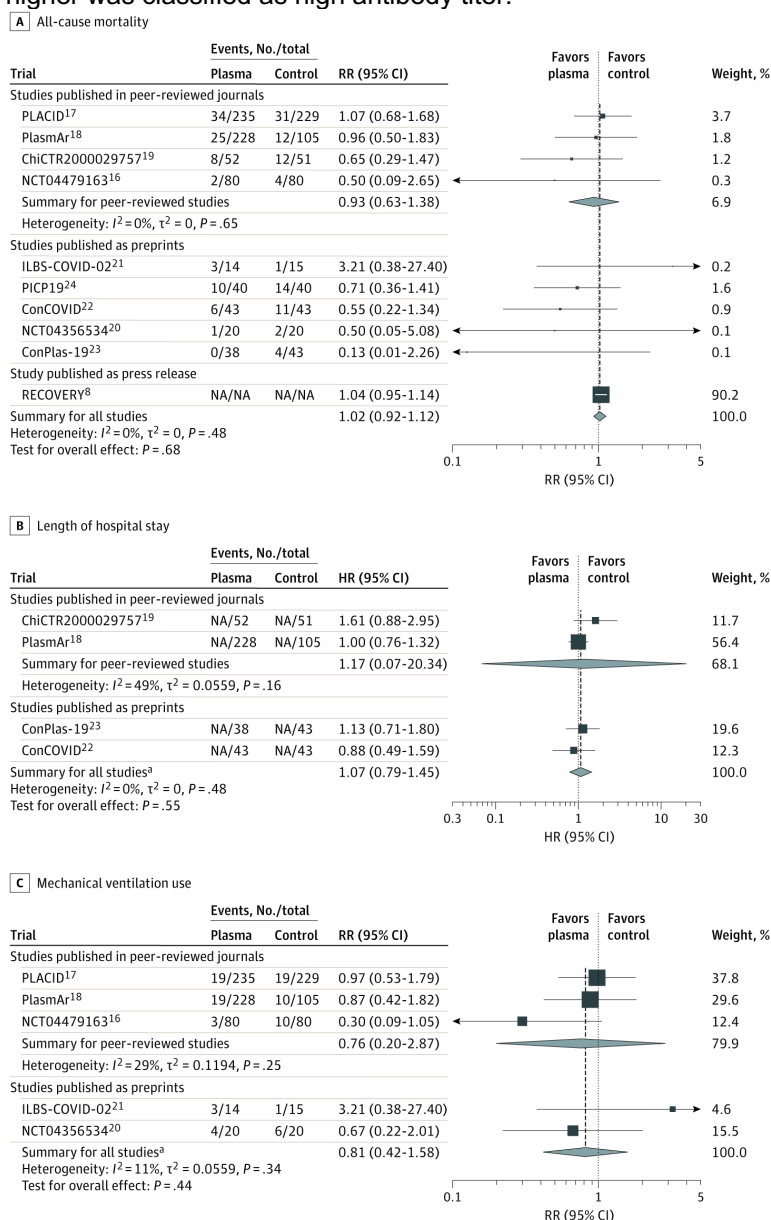 higher was classified as high antibody titer.
A All-cause mortality
Events, No./total
Favors plasma Favors control
Trial Plasma Control RR (95% CI) Weight, %
Studies published in peer-reviewed journals
PLACID17 34/235 31/229 1.07 (0.68-1.68) 3.7
PlasmAr18 25/228 12/105 0.96 (0.50-1.83) 1.8
ChiCTR200002975719 8/52 12/51 0.65 (0.29-1.47) 1.2
NCT0447916316 2/80 4/80 0.50 (0.09-2.65) 0.3
Summary for peer-reviewed studies 0.93 (0.63-1.38) 6.9
Heterogeneity: I2 = 0%, τ2 = 0, P = .65
Studies published as preprints
ILBS-COVID-0221 3/14 1/15 3.21 (0.38-27.40) 0.2
PICP1924 10/40 14/40 0.71 (0.36-1.41) 1.6
ConCOVID22 6/43 11/43 0.55 (0.22-1.34) 0.9
NCT0435653420 1/20 2/20 0.50 (0.05-5.08) 0.1
ConPlas-1923 0/38 4/43 0.13 (0.01-2.26) 0.1
Study published as press release
RECOVERY8 NA/NA NA/NA 1.04 (0.95-1.14) 90.2
Summary for all studies 1.02 (0.92-1.12) 100.0
Heterogeneity: I2 = 0%, τ2 = 0, P = .48
Test for overall effect: P = .68
0.1 1 5
RR (95% CI)
B Length of hospital stay
Events, No./total
Favors plasma Favors control
Trial Plasma Control HR (95% CI) Weight, %
Studies published in peer-reviewed journals
ChiCTR200002975719 NA/52 NA/51 1.61 (0.88-2.95) 11.7
PlasmAr18 NA/228 NA/105 1.00 (0.76-1.32) 56.4
Summary for peer-reviewed studies 1.17 (0.07-20.34) 68.1
Heterogeneity: I2 = 49%, τ2 = 0.0559, P = .16
Studies published as preprints
ConPlas-1923 NA/38 NA/43 1.13 (0.71-1.80) 19.6
ConCOVID22 NA/43 NA/43 0.88 (0.49-1.59) 12.3
Summary for all studiesa 1.07 (0.79-1.45) 100.0
Heterogeneity: I2 = 0%, τ2 = 0, P = .48
Test for overall effect: P = .55
0.3 0.1 1 10 30
HR (95% CI)
C Mechanical ventilation use
Events, No./total
Favors plasma Favors control
Trial Plasma Control RR (95% CI) Weight, %
Studies published in peer-reviewed journals
PLACID17 19/235 19/229 0.97 (0.53-1.79) 37.8
PlasmAr18 19/228 10/105 0.87 (0.42-1.82) 29.6
NCT0447916316 3/80 10/80 0.30 (0.09-1.05) 12.4
Summary for peer-reviewed studies 0.76 (0.20-2.87) 79.9
Heterogeneity: I2 = 29%, τ2 = 0.1194, P = .25
Studies published as preprints
ILBS-COVID-0221 3/14 1/15 3.21 (0.38-27.40) 4.6
NCT0435653420 4/20 6/20 0.67 (0.22-2.01) 15.5
Summary for all studiesa 0.81 (0.42-1.58) 100.0
Heterogeneity: I2 = 11%, τ2 = 0.0559, P = .34
Test for overall effect: P = .44
0.1 1 5
RR (95% CI)